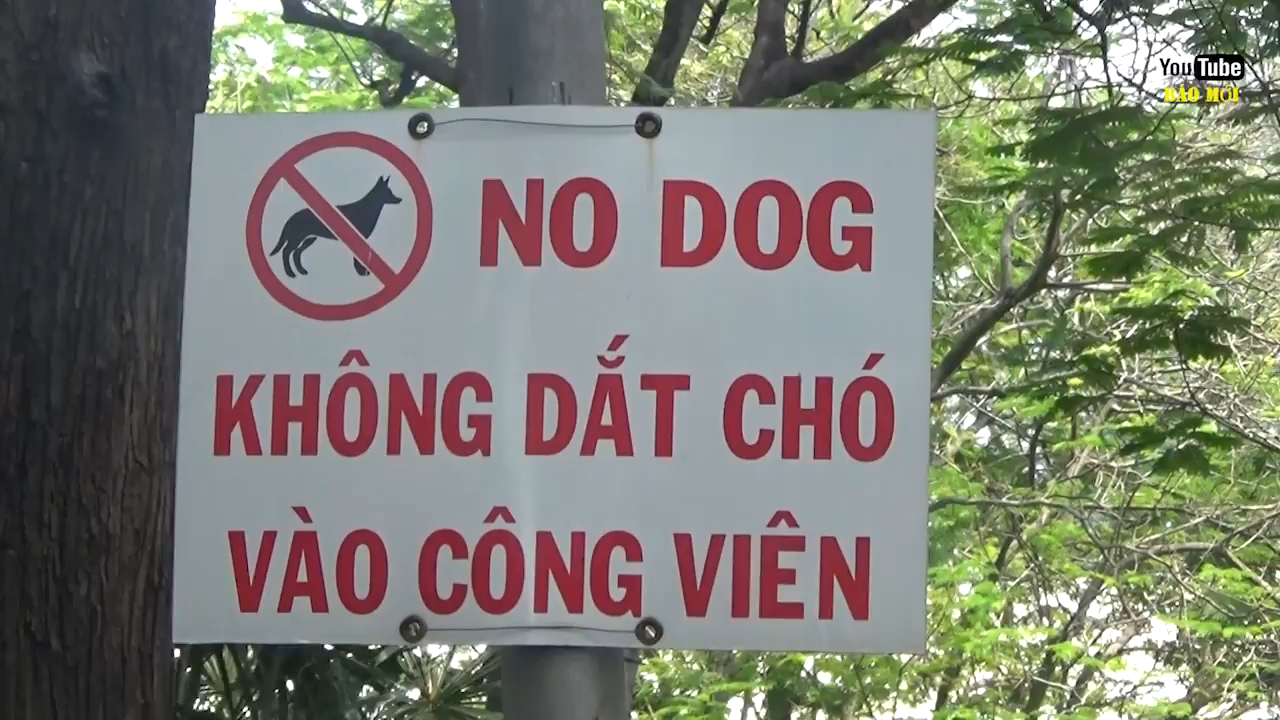 YouTube
BÁO MỚI
NO DOG
KHÔNG DẮT CHÓ
VÀO CÔNG VIÊN